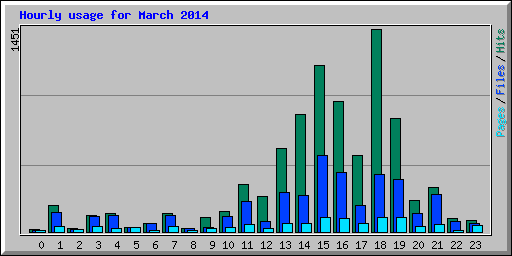 Hourly usage for March 2014
1451
Pages/Files/Hits
0 1 2 3 4 5 6 7 8 9 10 11 12 13 14 15 16 17 18 19 20 21 22 23